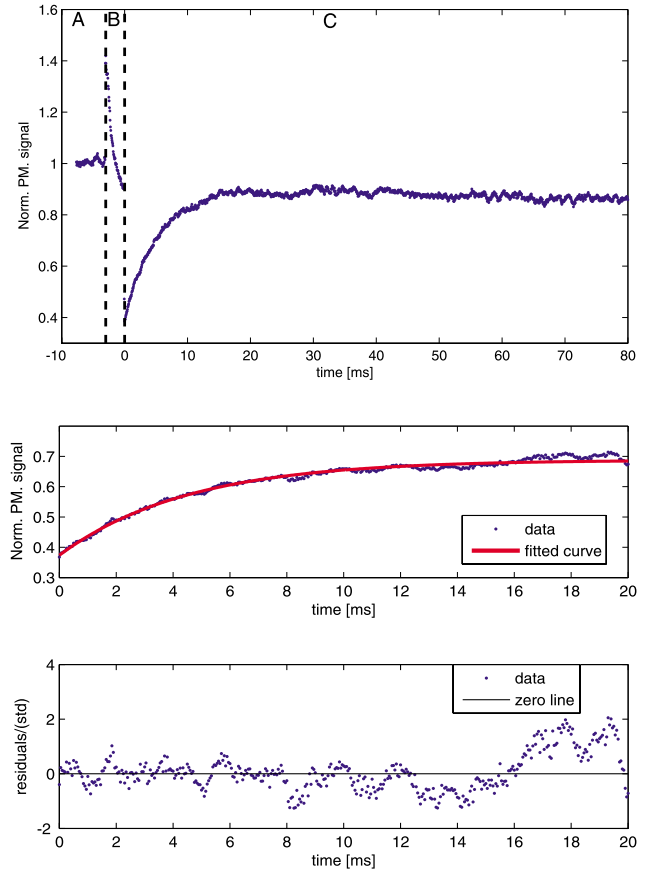 1.6
A B C
1.4
1.2
1
0.8
0.6
0.4
Norm. PM. signal
-10 0 10 20 30 40 50 60 70 80
time [ms]
0.7
0.6
0.5
0.4
0.3
Norm. PM. signal
data
fitted curve
0 2 4 6 8 10 12 14 16 18 20
time [ms]
4
2
0
-2
residuals/(std)
data
zero line
0 2 4 6 8 10 12 14 16 18 20
time [ms]